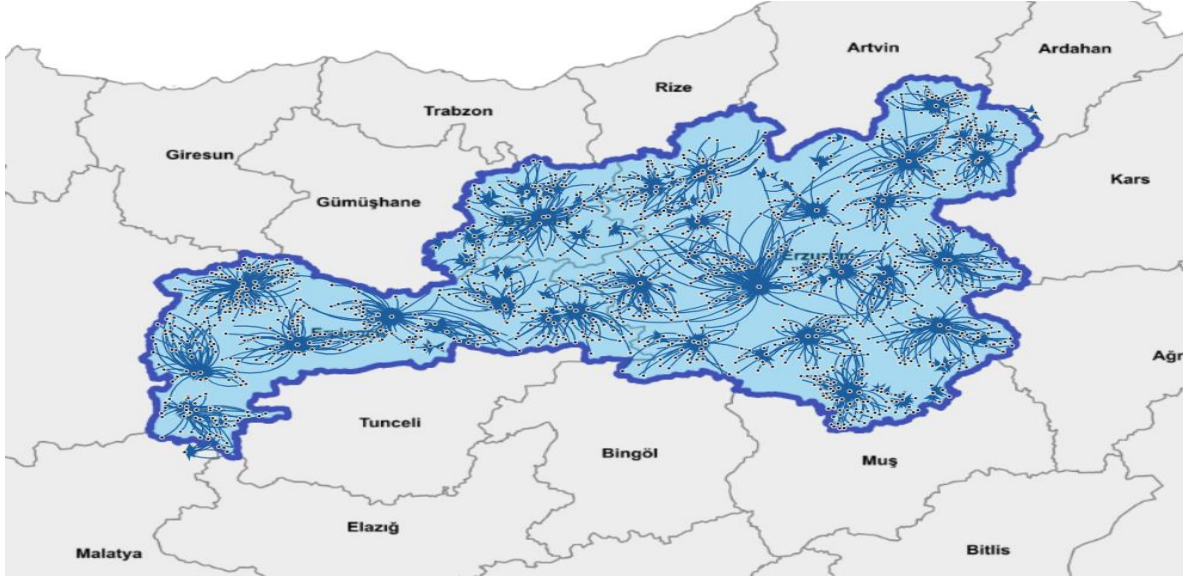 Artvin
Ardahan
Rize
Trabzon
Giresun
Kars
Gümüşhane
Tunceli
Bingöl
Muş
Elazığ
Malatya
Bitlis